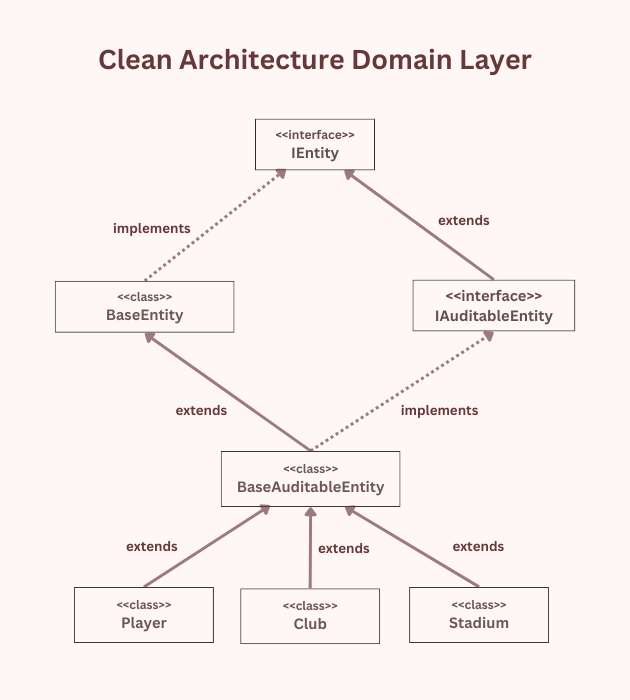 Clean Architecture Domain Layer
<<interface>>
IEntity
implements
extends
<<class>>
BaseEntity
<<interface>>
IAuditableEntity
extends
implements
<<class>>
BaseAuditableEntity
extends
extends
extends
<<class>>
Player
<<class>>
Club
<<class>>
Stadium